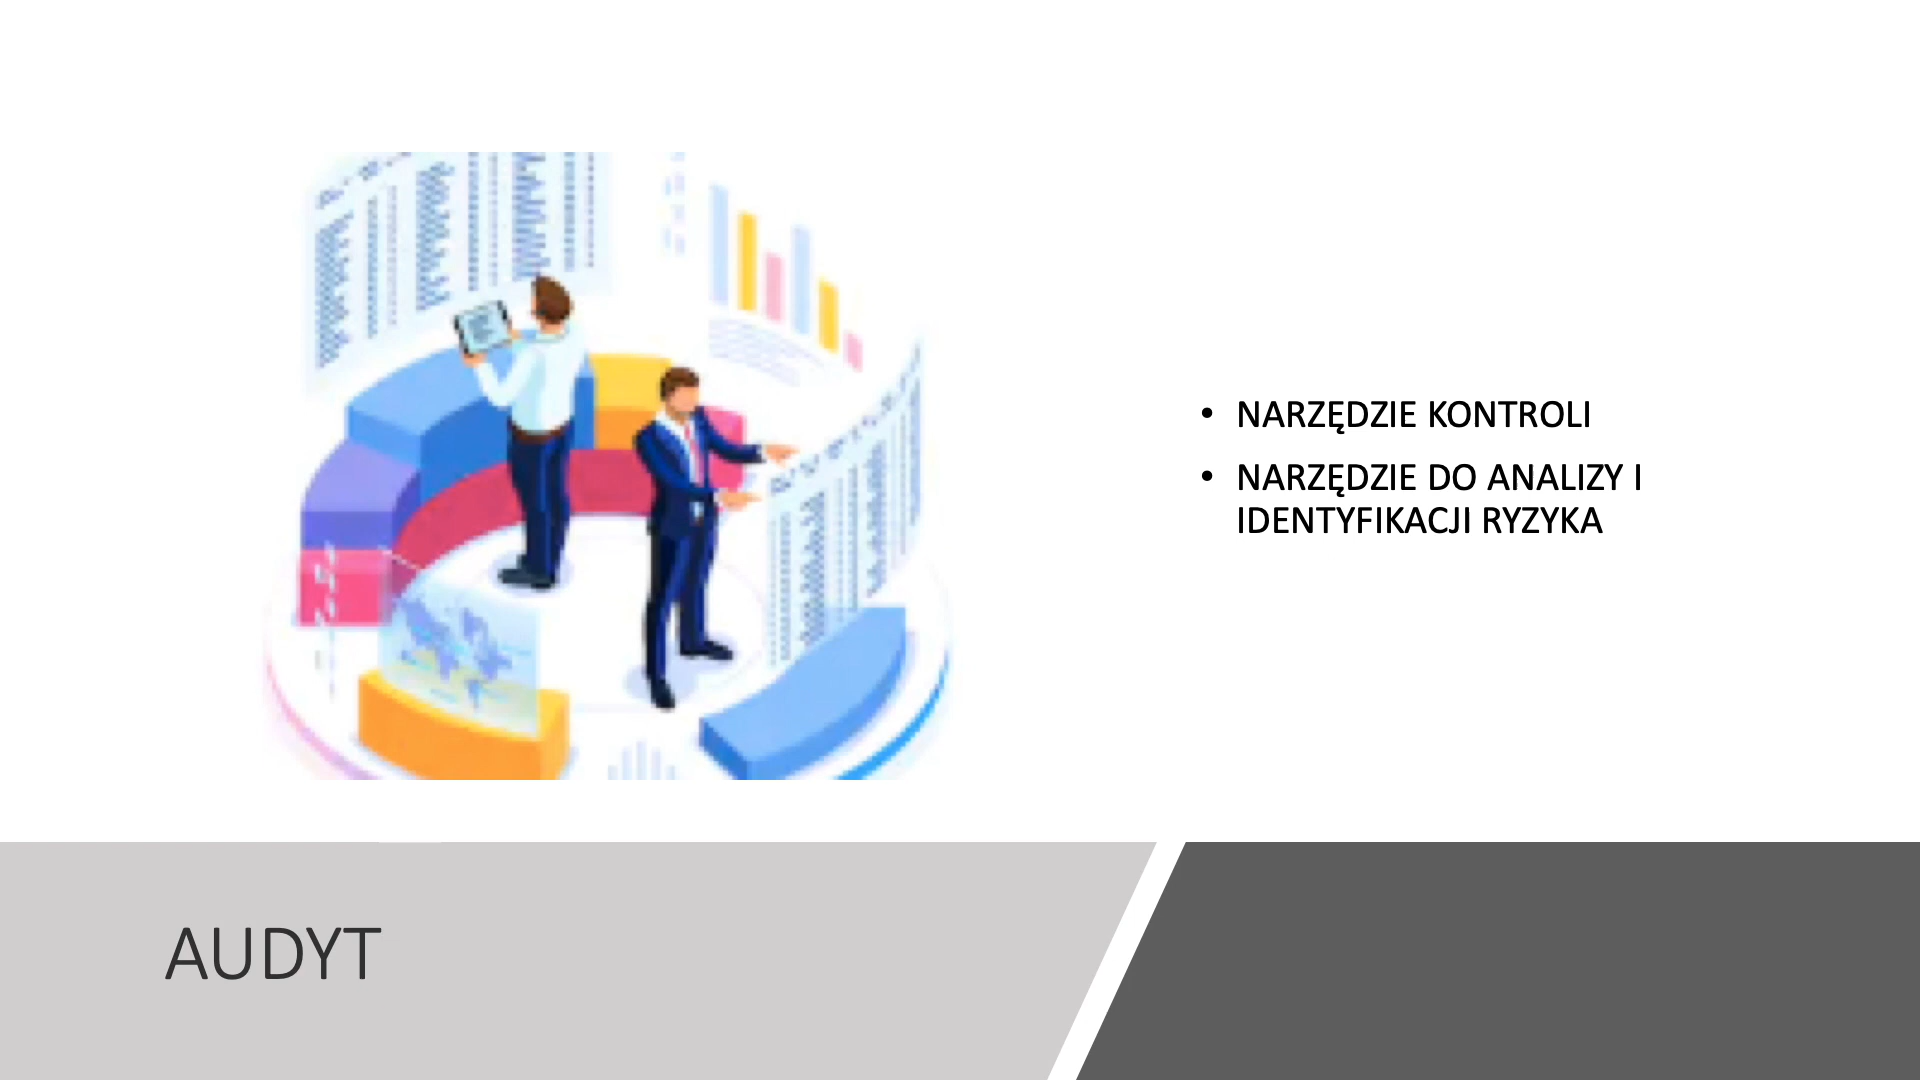 • NARZĘDZIE KONTROLI
• NARZĘDZIE DO ANALIZY I
IDENTYFIKACJI RYZYKA
AUDYT